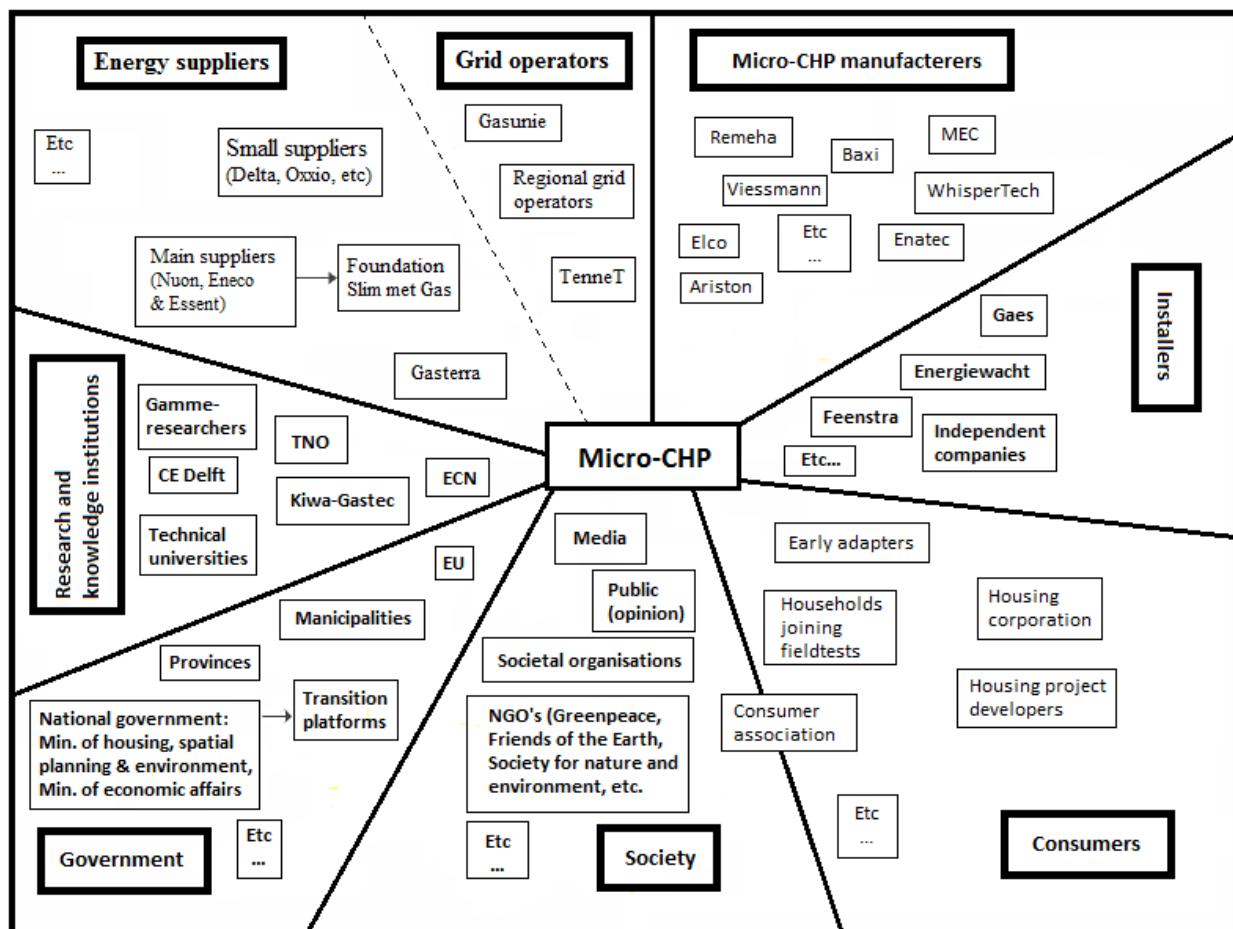 Energy suppliers
Etc
...
Small suppliers
(Delta, Oxxio, etc)
Main suppliers
(Nuon, Eneco
& Essent)
Foundation
Slim met Gas
Gasterra
Grid operators
Gasunie
Regional grid
operators
TenneT
Micro-CHP manufacterers
Remeha
Baxi
MEC
Viessmann
WhisperTech
Elco
Etc
...
Enatec
Ariston
Installers
Gaes
Energiewacht
Feenstra
Independent
companies
Etc...
Micro-CHP
Research and
knowledge institutions
Gamme-
researchers
TNO
CE Delft
ECN
Kiwa-Gastec
Technical
universities
EU
Manicipalities
Provinces
National government:
Min. of housing, spatial
planning & environment,
Min. of economic affairs
Transition
platforms
Etc
...
Government
Media
Public
(opinion)
Societal organisations
NGO's (Greenpeace,
Friends of the Earth,
Society for nature and
environment, etc.
Etc
...
Society
Early adapters
Households
joining
fieldtests
Housing
corporation
Housing project
developers
Consumer
association
Etc
...
Consumers